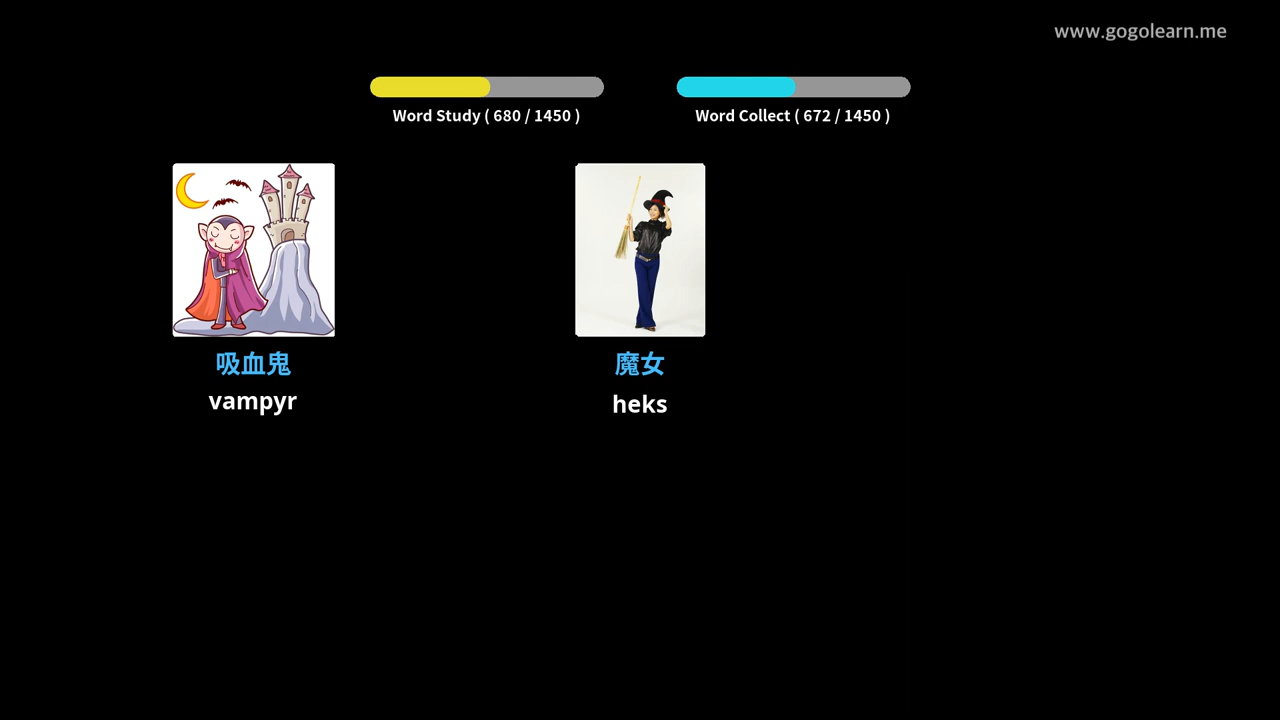 www.gogolearn.me
Word Study ( 680 / 1450 )
Word Collect ( 672 / 1450 )
吸血鬼
vampyr
魔女
heks